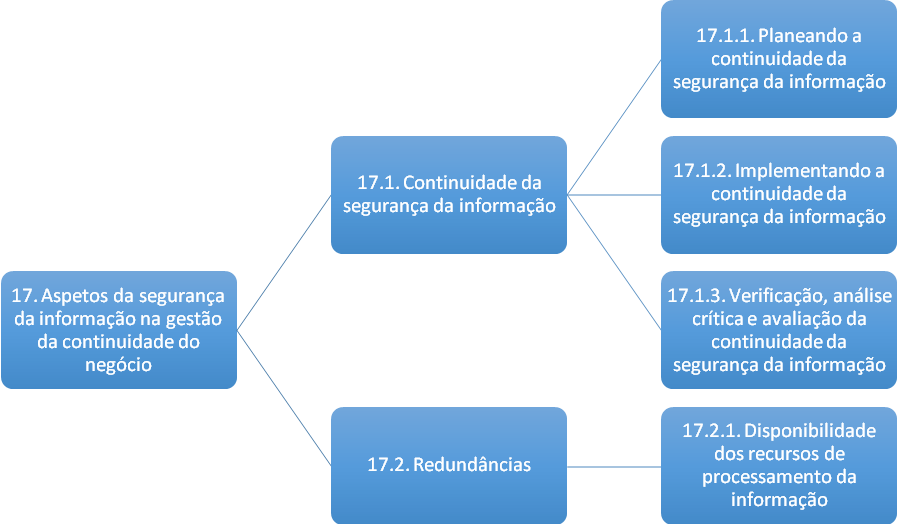 17. Aspetos da segurança
da informação na gestão
da continuidade do
negócio
17.1. Continuidade da
segurança da informação
17.1.1. Planeando a
continuidade da
segurança da informação
17.1.2. Implementando a
continuidade da
segurança da informação
17.1.3. Verificação, análise
crítica e avaliação da
continuidade da
segurança da informação
17.2. Redundâncias
17.2.1. Disponibilidade
dos recursos de
processamento da
informação